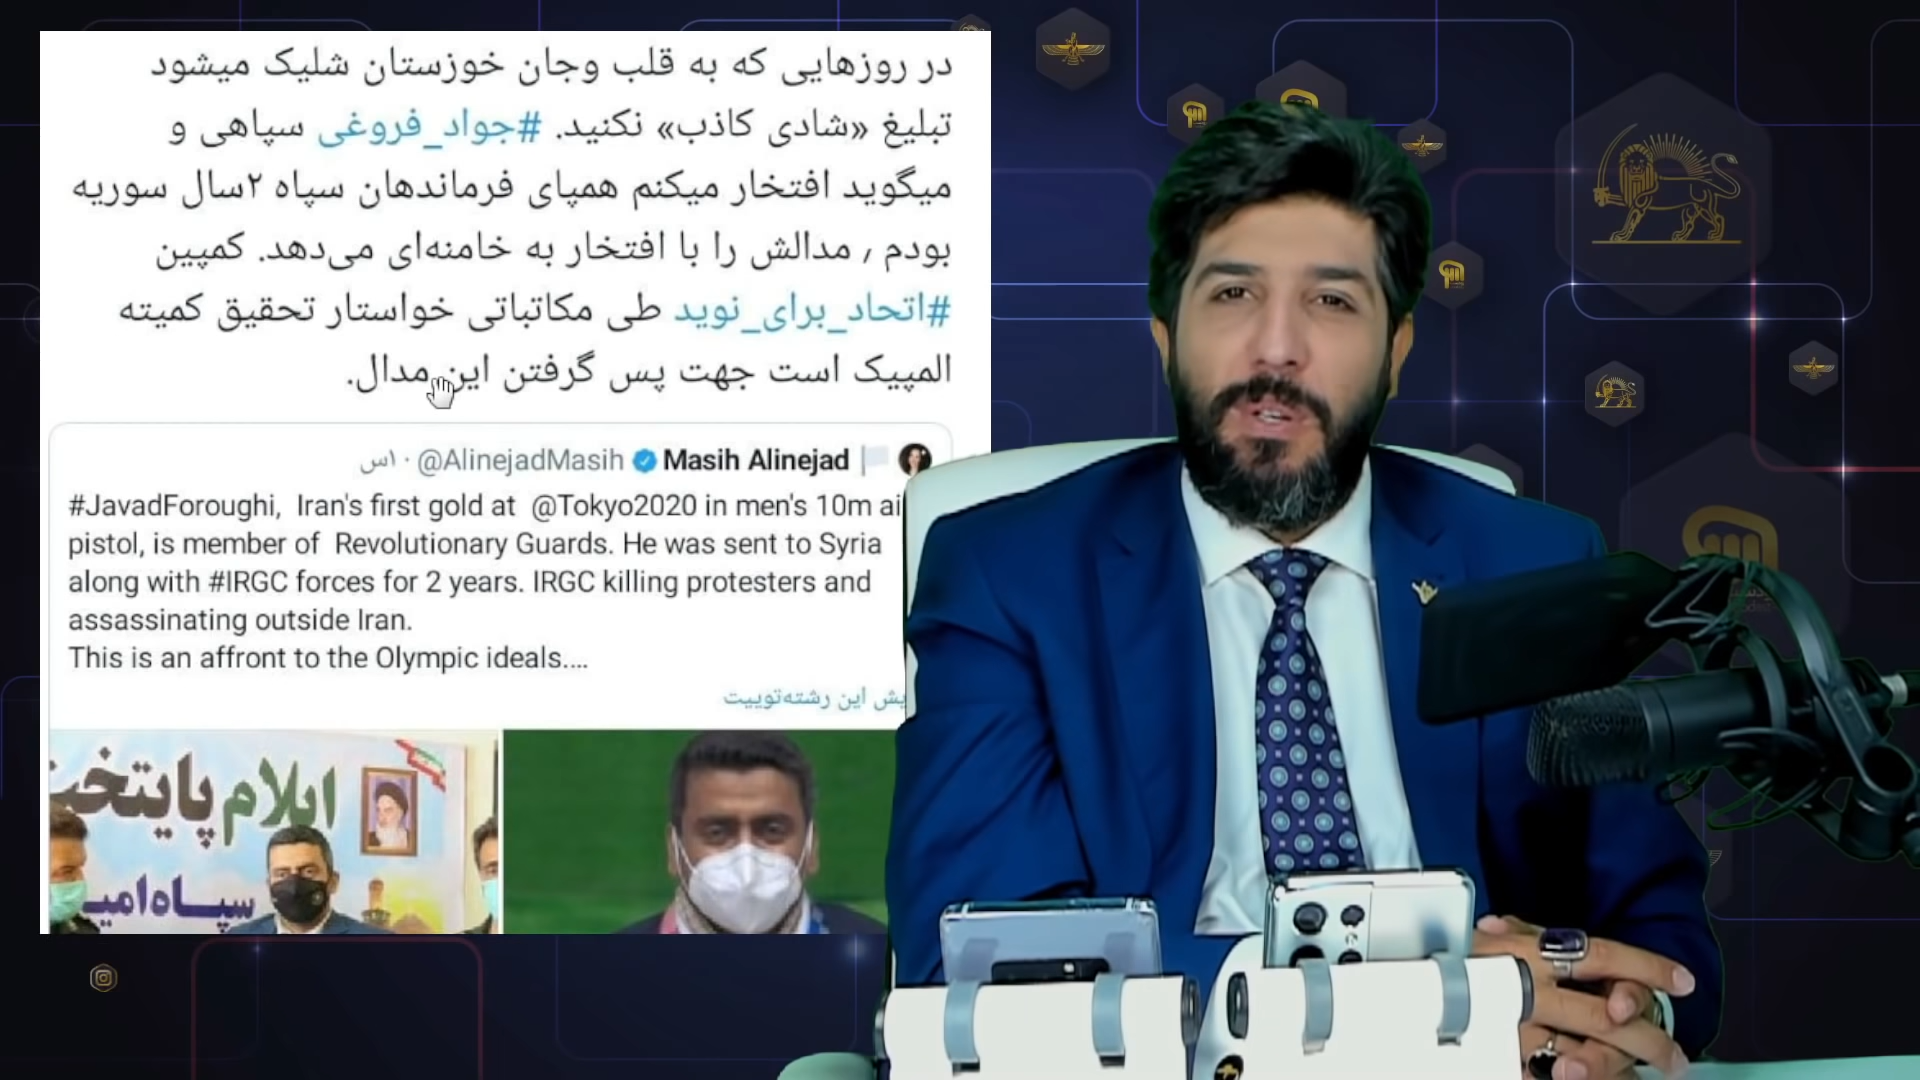 در روزهایی که به قلب وجان خوزستان شلیک میشود
تبلیغ «شادی کاذب» نکنید. #جواد_فروغی سپاهی و
میگوید افتخار میکنم همپای فرماندهان سپاه ۲سال سوریه
بودم , مدالش را با افتخار به خامنه‌ای می‌دهد. کمپین
#اتحاد_برای_نوید طی مکاتباتی خواستار تحقیق کمیته
المپیک است جهت پس گرفتن این مدال.
Masih Alinejad @AlinejadMasih · ۱س
#JavadForoughi, Iran's first gold at @Tokyo2020 in men's 10m ai
pistol, is member of Revolutionary Guards. He was sent to Syria
along with #IRGC forces for 2 years. IRGC killing protesters and
assassinating outside Iran.
This is an affront to the Olympic ideals....
یش این رشته‌توییت
ایلام پایتخت
سپاه امیر